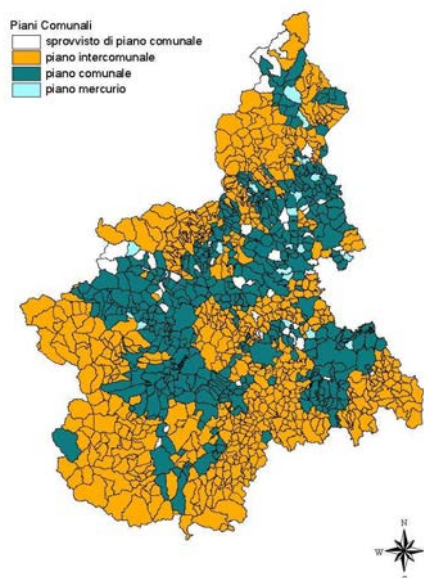 Piani Comunali
sprovvisto di piano comunale
piano intercomunale
piano comunale
piano mercurio
N
W
E